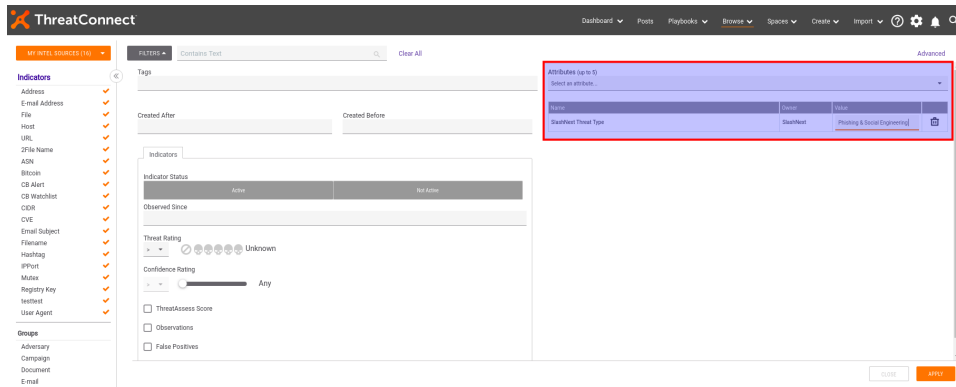 ThreatConnect
Dashboard Posts Playbooks Browse Spaces Create Import
MY INTEL SOURCES (16)
FILTERS Contains Text Clear All Advanced
Indicators
Address
E-mail Address
File
Host
URL
2File Name
ASN
Bitcoin
CB Alert
CB Watchlist
CIDR
CVE
Email Subject
Filename
Hashtag
IPPort
Mutex
Registry Key
testtest
User Agent
Groups
Adversary
Campaign
Document
E-mail
Tags
Created After Created Before
Indicators
Indicator Status
Active Not Active
Observed Since
Threat Rating
Unknown
Confidence Rating
Any
ThreatAssess Score
Observations
False Positives
Attributes (up to 5)
Select an attribute...
Name Owner Value
SlashNext Threat Type SlashNext Phishing & Social Engineering
CLOSE APPLY